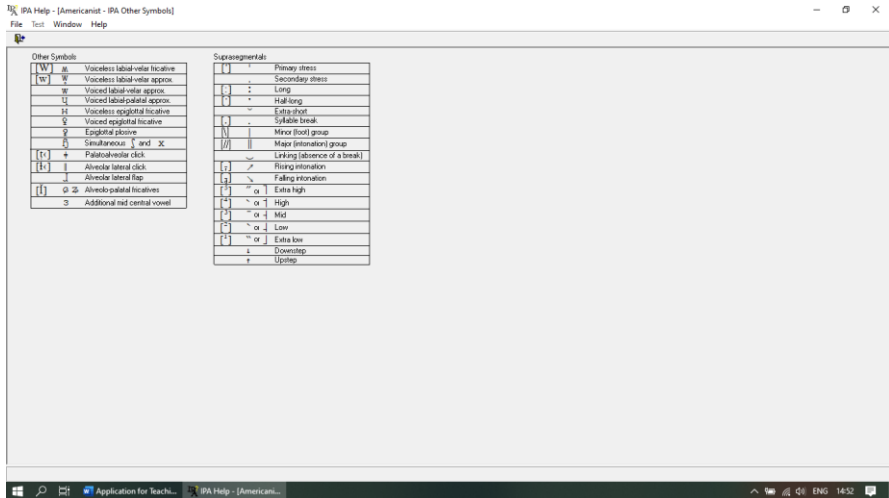 IPA Help - [Americanist - IPA Other Symbols]
File Test Window Help
Other Symbols
[W] ʍ Voiceless labial-velar fricative
[w̥] w̥ Voiceless labial-velar approx.
w Voiced labial-velar approx.
ɥ Voiced labial-palatal approx.
ʜ Voiceless epiglottal fricative
ʢ Voiced epiglottal fricative
ʡ Epiglottal plosive
ɧ Simultaneous ʃ and x
ǂ Palatoalveolar click
ǁ Alveolar lateral click
ɺ Alveolar lateral flap
ɕ ʑ Alveolo-palatal fricatives
ɜ Additional mid central vowel
Suprasegmentals
ˈ Primary stress
ˌ Secondary stress
ː Long
ˑ Half-long
˘ Extra-short
[.] . Syllable break
| Minor (foot) group
[//] ‖ Major (intonation) group
‿ Linking (absence of a break)
↗ Rising intonation
↘ Falling intonation
˝ or ˥ Extra high
or ˦ High
or ˧ Mid
or ˨ Low
or ˩ Extra low
↓ Downstep
↑ Upstep
Application for Teachi... IPA Help - [Americani... ENG 14:52